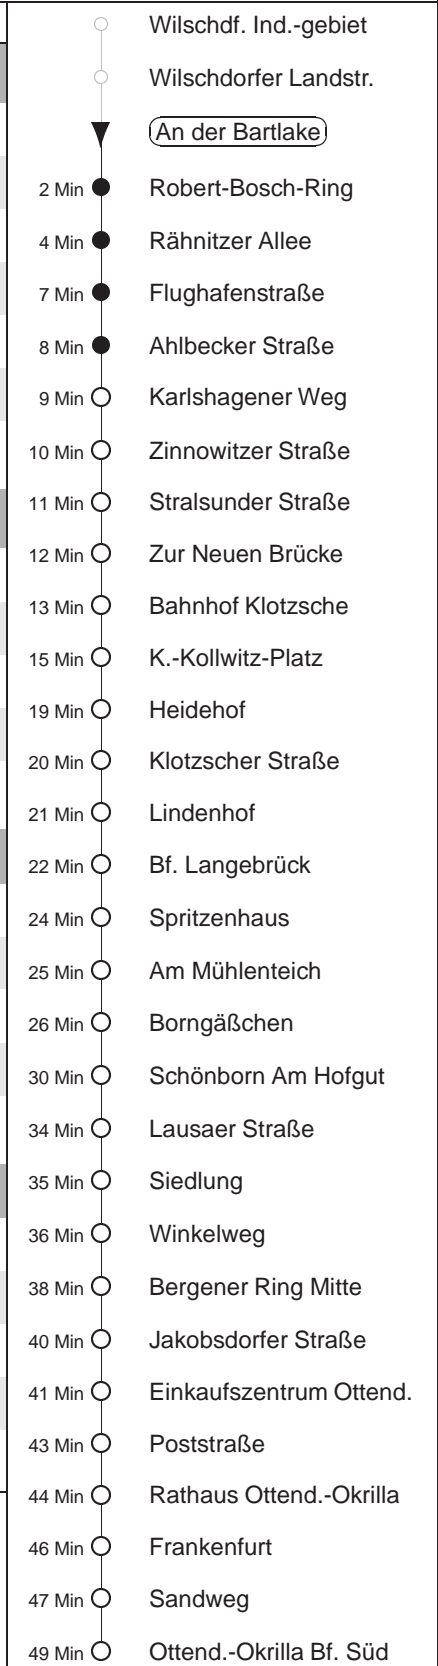 Wilschdf. Ind.-gebiet
Wilschdorfer Landstr.
An der Bartlake
2 Min Robert-Bosch-Ring
4 Min Rähnitzer Allee
7 Min Flughafenstraße
8 Min Ahlbecker Straße
9 Min Karlshagener Weg
10 Min Zinnowitzer Straße
11 Min Stralsunder Straße
12 Min Zur Neuen Brücke
13 Min Bahnhof Klotzsche
15 Min K.-Kollwitz-Platz
19 Min Heidehof
20 Min Klotzscher Straße
21 Min Lindenhof
22 Min Bf. Langebrück
24 Min Spritzenhaus
25 Min Am Mühlenteich
26 Min Borngäßchen
30 Min Schönborn Am Hofgut
34 Min Lausaer Straße
35 Min Siedlung
36 Min Winkelweg
38 Min Bergener Ring Mitte
40 Min Jakobsdorfer Straße
41 Min Einkaufszentrum Ottend.
43 Min Poststraße
44 Min Rathaus Ottend.-Okrilla
46 Min Frankenfurt
47 Min Sandweg
49 Min Ottend.-Okrilla Bf. Süd